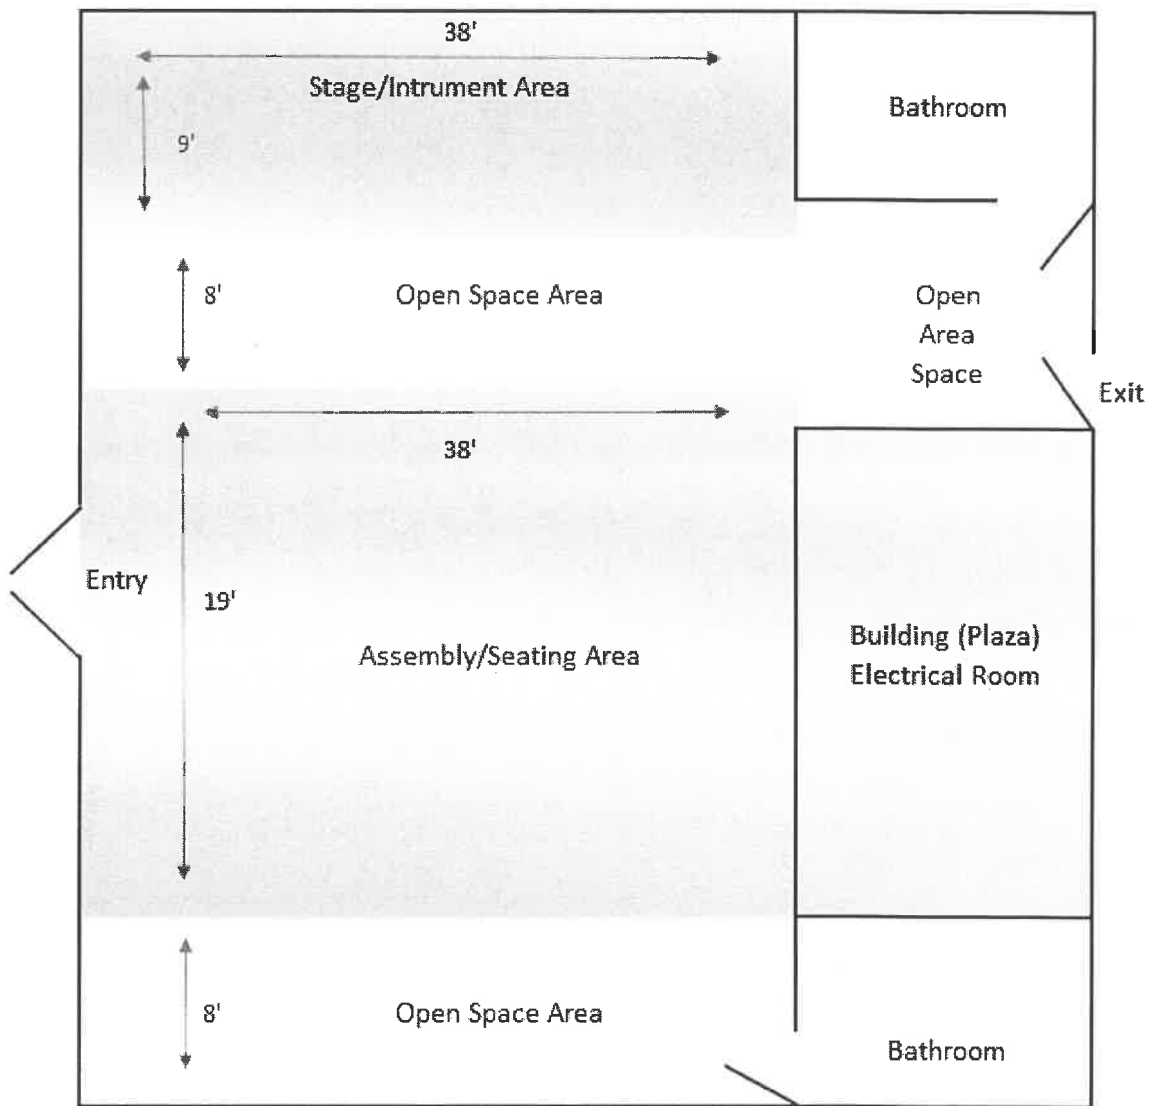 38'
Stage/Intrument Area
9'
Bathroom
8'
Open Space Area
Open
Area
Space
Exit
38'
Entry
19'
Assembly/Seating Area
Building (Plaza)
Electrical Room
8'
Open Space Area
Bathroom